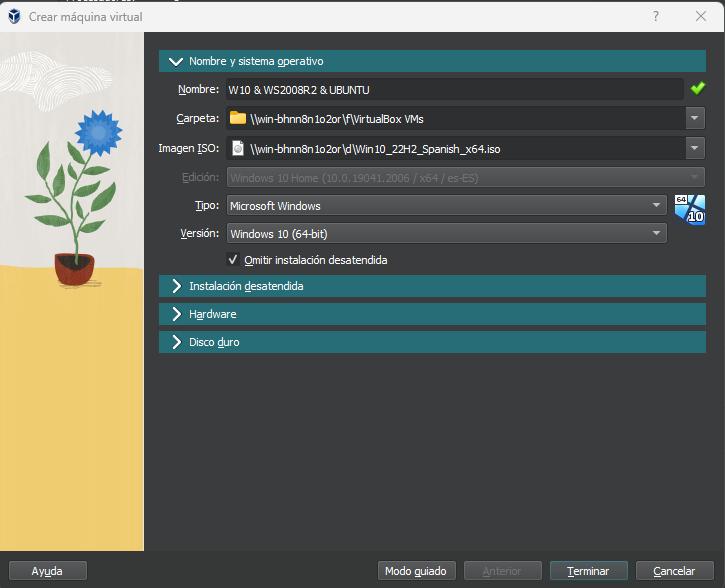 Crear máquina virtual
?
Nombre y sistema operativo
Nombre: W10 & WS2008R2 & UBUNTU
Carpeta: \\win-bhnn8n1o2or\f\VirtualBox VMs
Imagen ISO: \\win-bhnn8n1o2or\d\Win10_22H2_Spanish_x64.iso
Edición: Windows 10 Home (10.0.19041.2006 / x64 / es-ES)
Tipo: Microsoft Windows
64
10
Versión: Windows 10 (64-bit)
Omitir instalación desatendida
Instalación desatendida
Hardware
Disco duro
Ayuda Modo guiado Anterior Terminar Cancelar